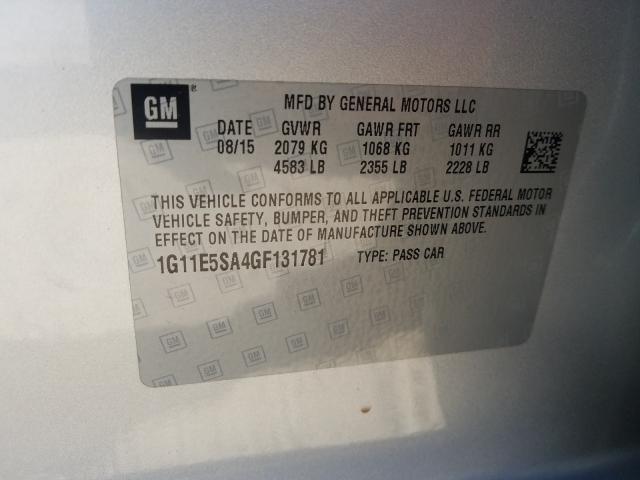 GM ® MFD BY GENERAL MOTORS LLC
DATE GVWR GAWR FRT GAWR RR
08/15 2079 KG 1068 KG 1011 KG
4583 LB 2355 LB 2228 LB
THIS VEHICLE CONFORMS TO ALL APPLICABLE U.S. FEDERAL MOTOR
VEHICLE SAFETY, BUMPER, AND THEFT PREVENTION STANDARDS IN
EFFECT ON THE DATE OF MANUFACTURE SHOWN ABOVE.
1G11E5SA4GF131781 TYPE: PASS CAR